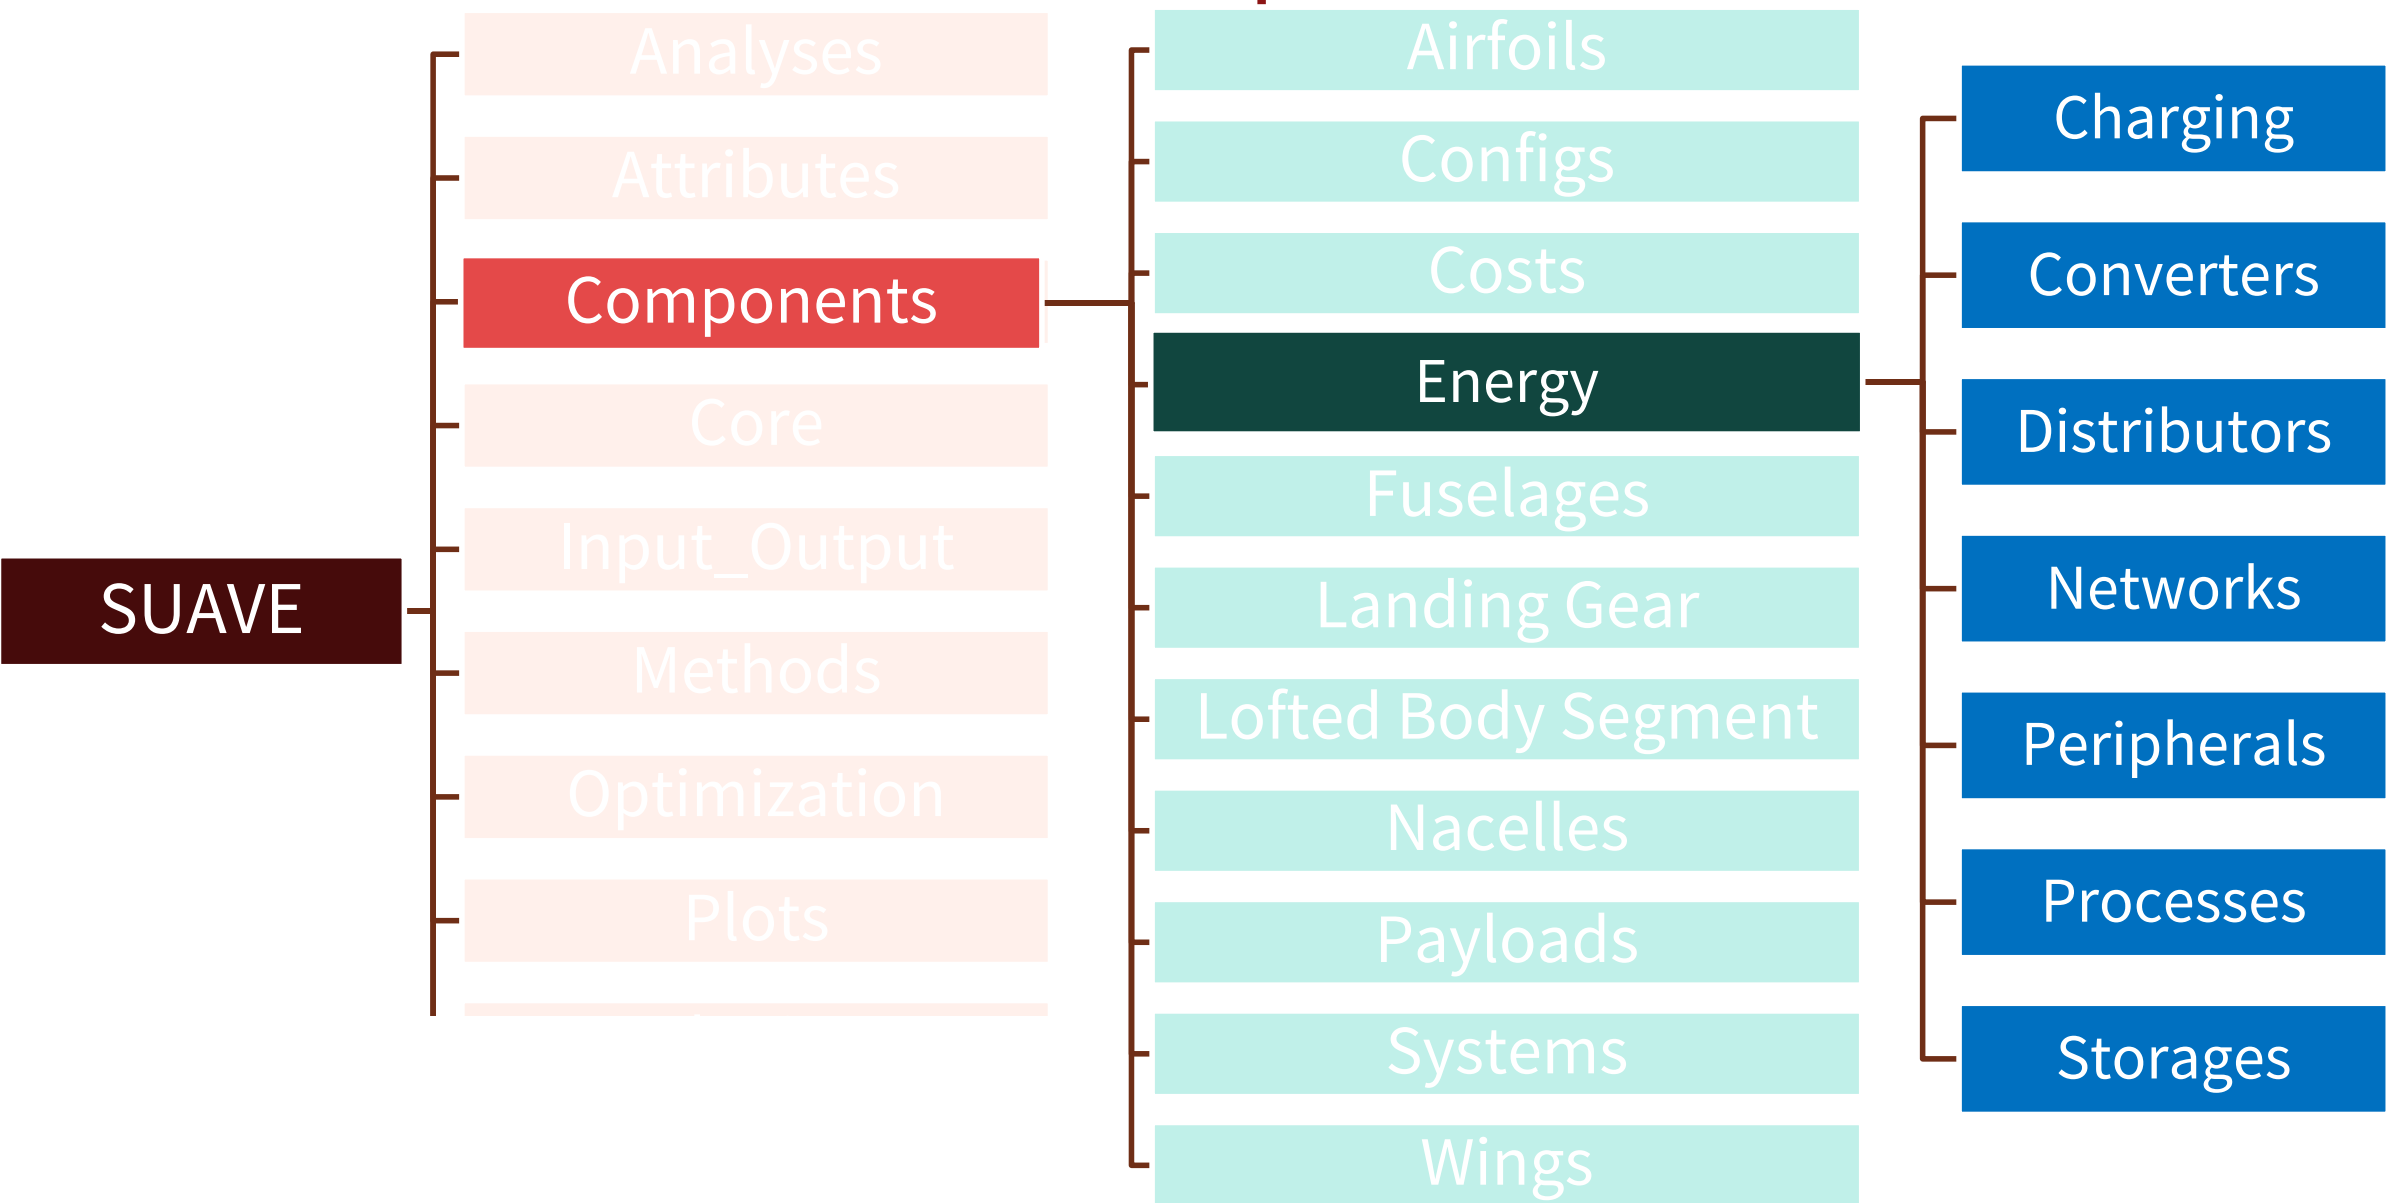 SUAVE
Analyses
Attributes
Components
Core
Input_Output
Methods
Optimization
Plots
Airfoils
Configs
Costs
Energy
Fuselages
Landing Gear
Lofted Body Segment
Nacelles
Payloads
Systems
Wings
Charging
Converters
Distributors
Networks
Peripherals
Processes
Storages